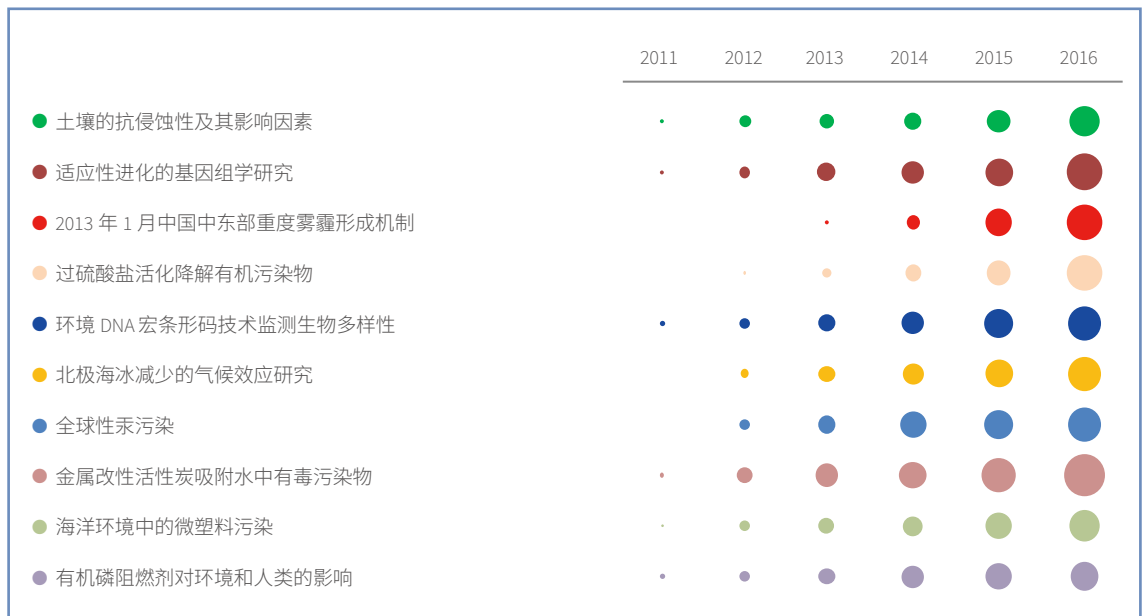 2011 2012 2013 2014 2015 2016
土壤的抗侵蚀性及其影响因素
适应性进化的基因组学研究
2013 年 1 月中国中东部重度雾霾形成机制
过硫酸盐活化降解有机污染物
环境 DNA 宏条形码技术监测生物多样性
北极海冰减少的气候效应研究
全球性汞污染
金属改性活性炭吸附水中有毒污染物
海洋环境中的微塑料污染
有机磷阻燃剂对环境和人类的影响